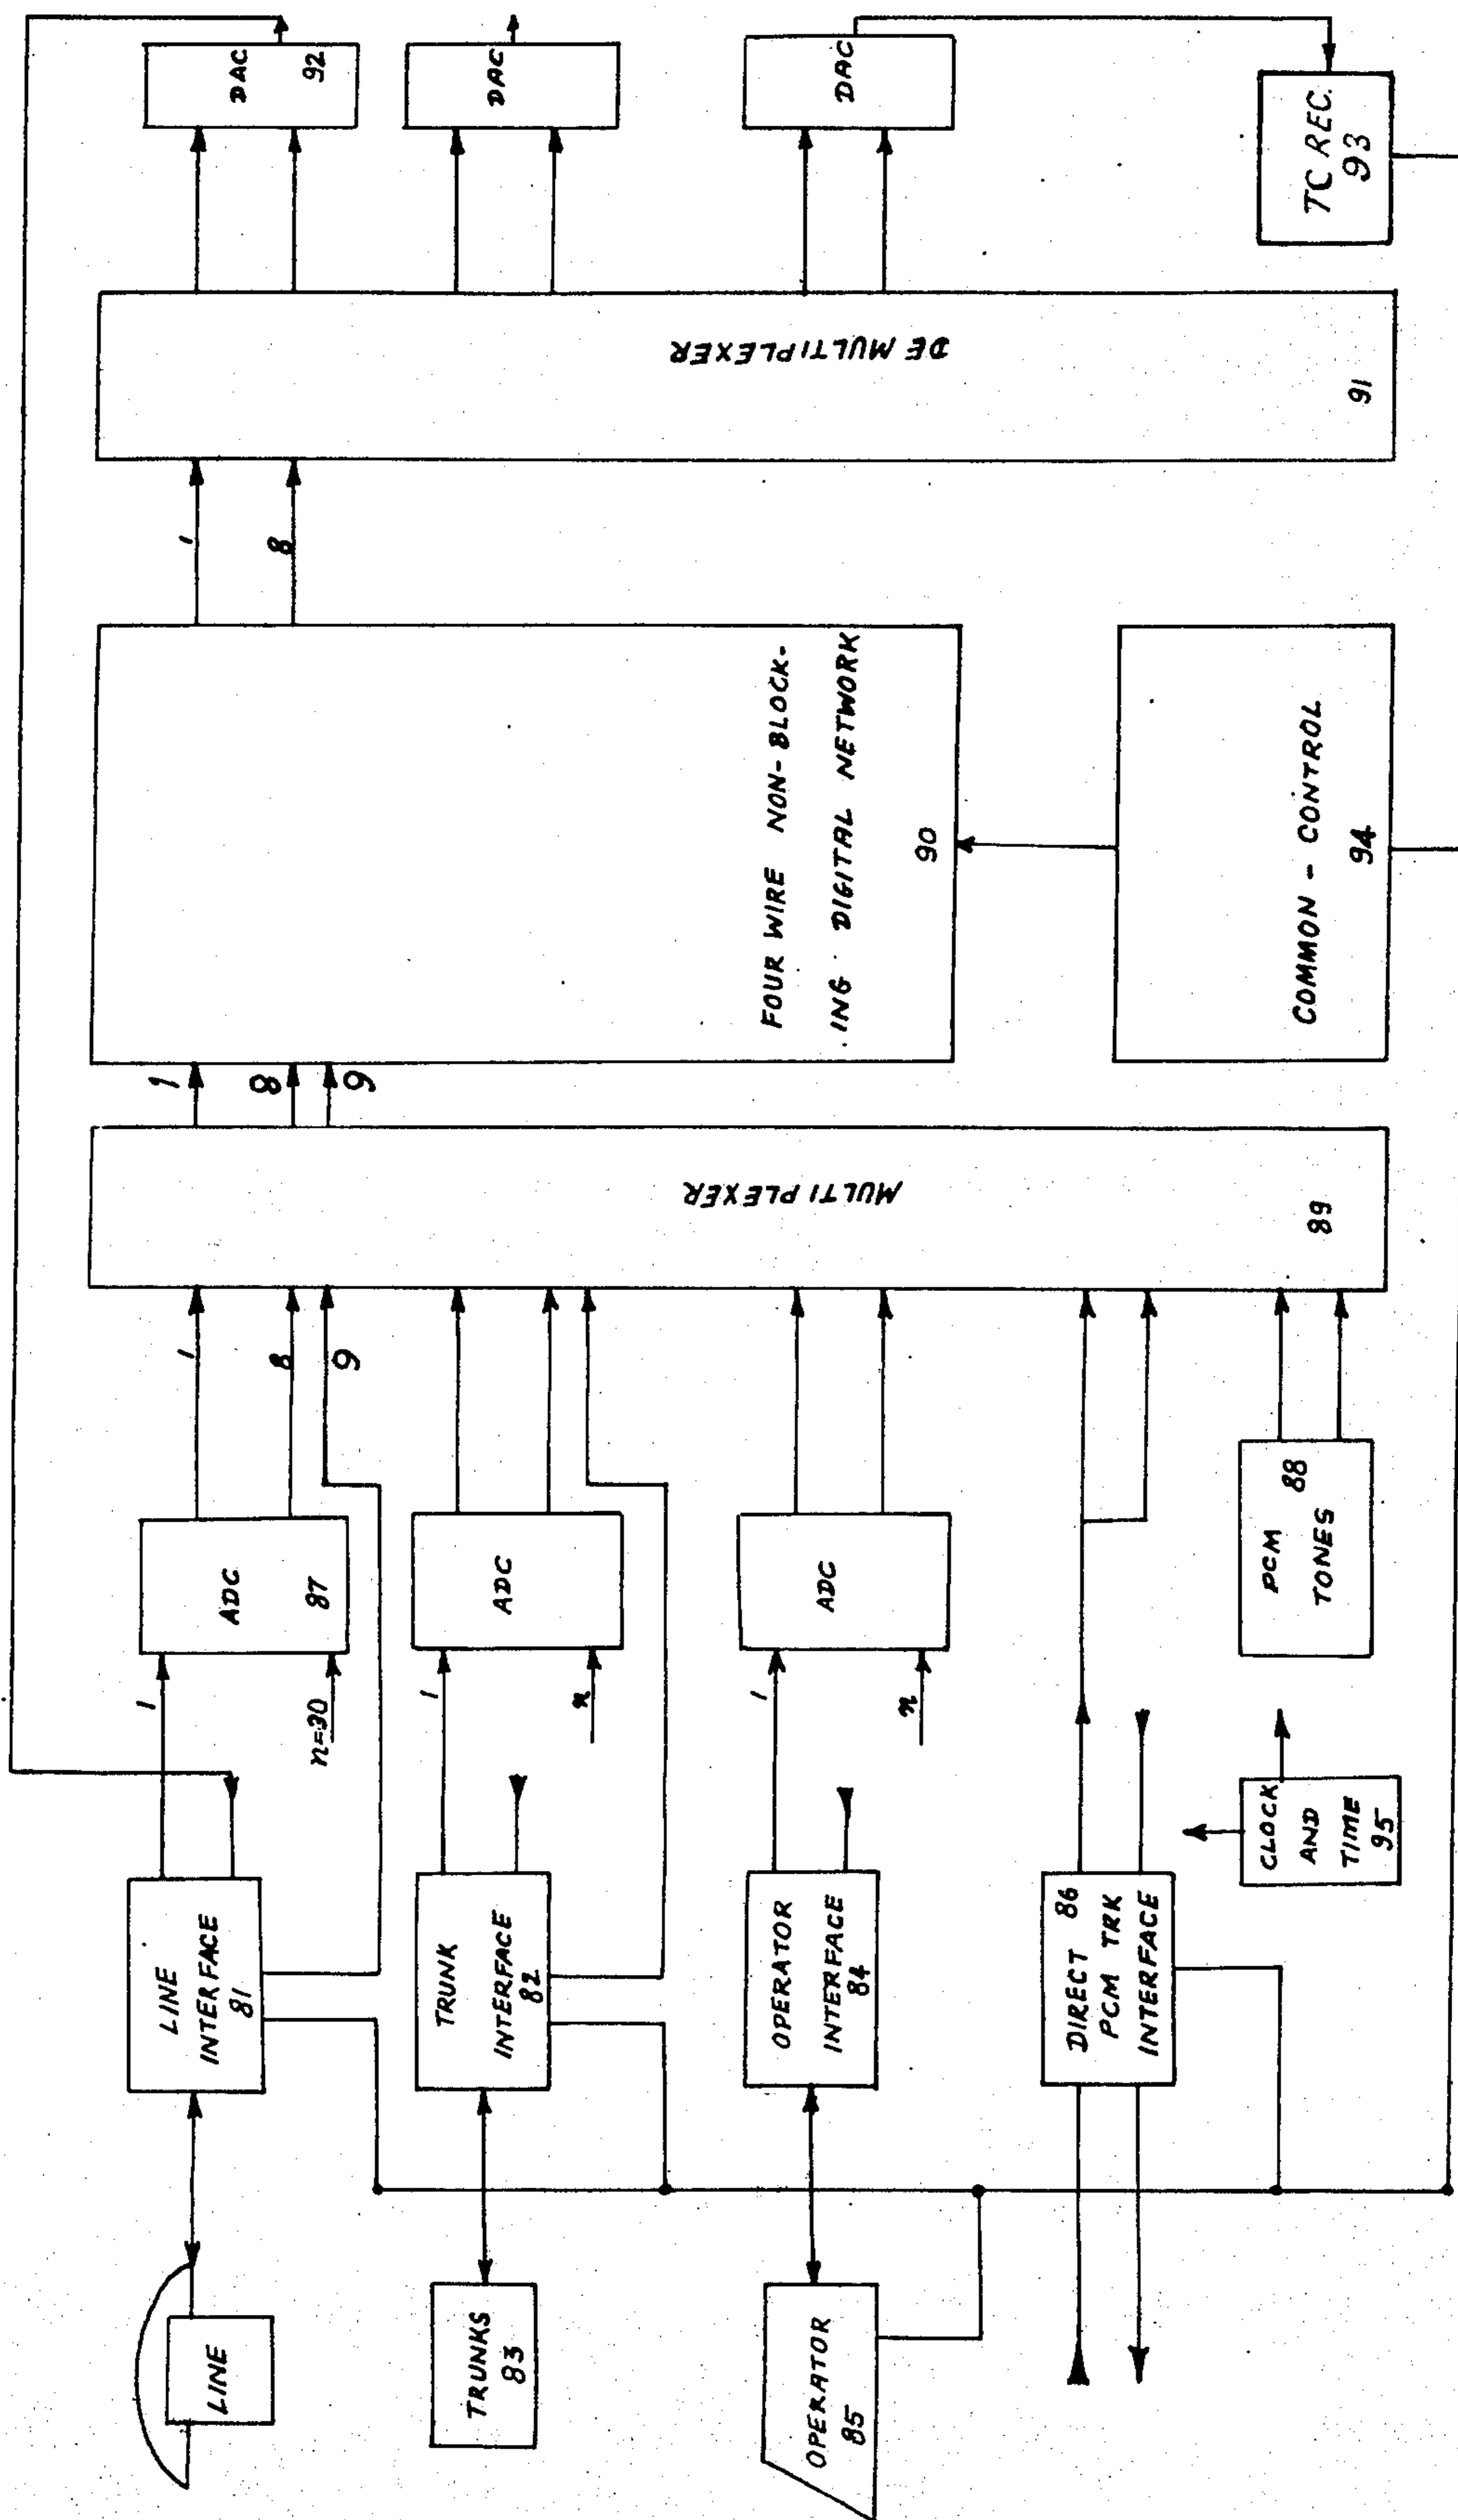 LINE
TRUNKS
83
OPERATOR
85
LINE
INTERFACE
81
TRUNK
INTERFACE
82
OPERATOR
INTERFACE
84
DIRECT 86
PCM TRK
INTERFACE
CLOCK
AND
TIME
95
1
n=30
1
n
1
n
ADC
87
ADC
ADC
PCM 88
TONES
1
8
9
MULTIPLEXER
89
1
8
9
FOUR WIRE NON-BLOCK-
ING DIGITAL NETWORK
90
COMMON - CONTROL
94
1
8
DEMULTIPLEXER
91
DAC
92
DAC
DAC
TC REC.
93